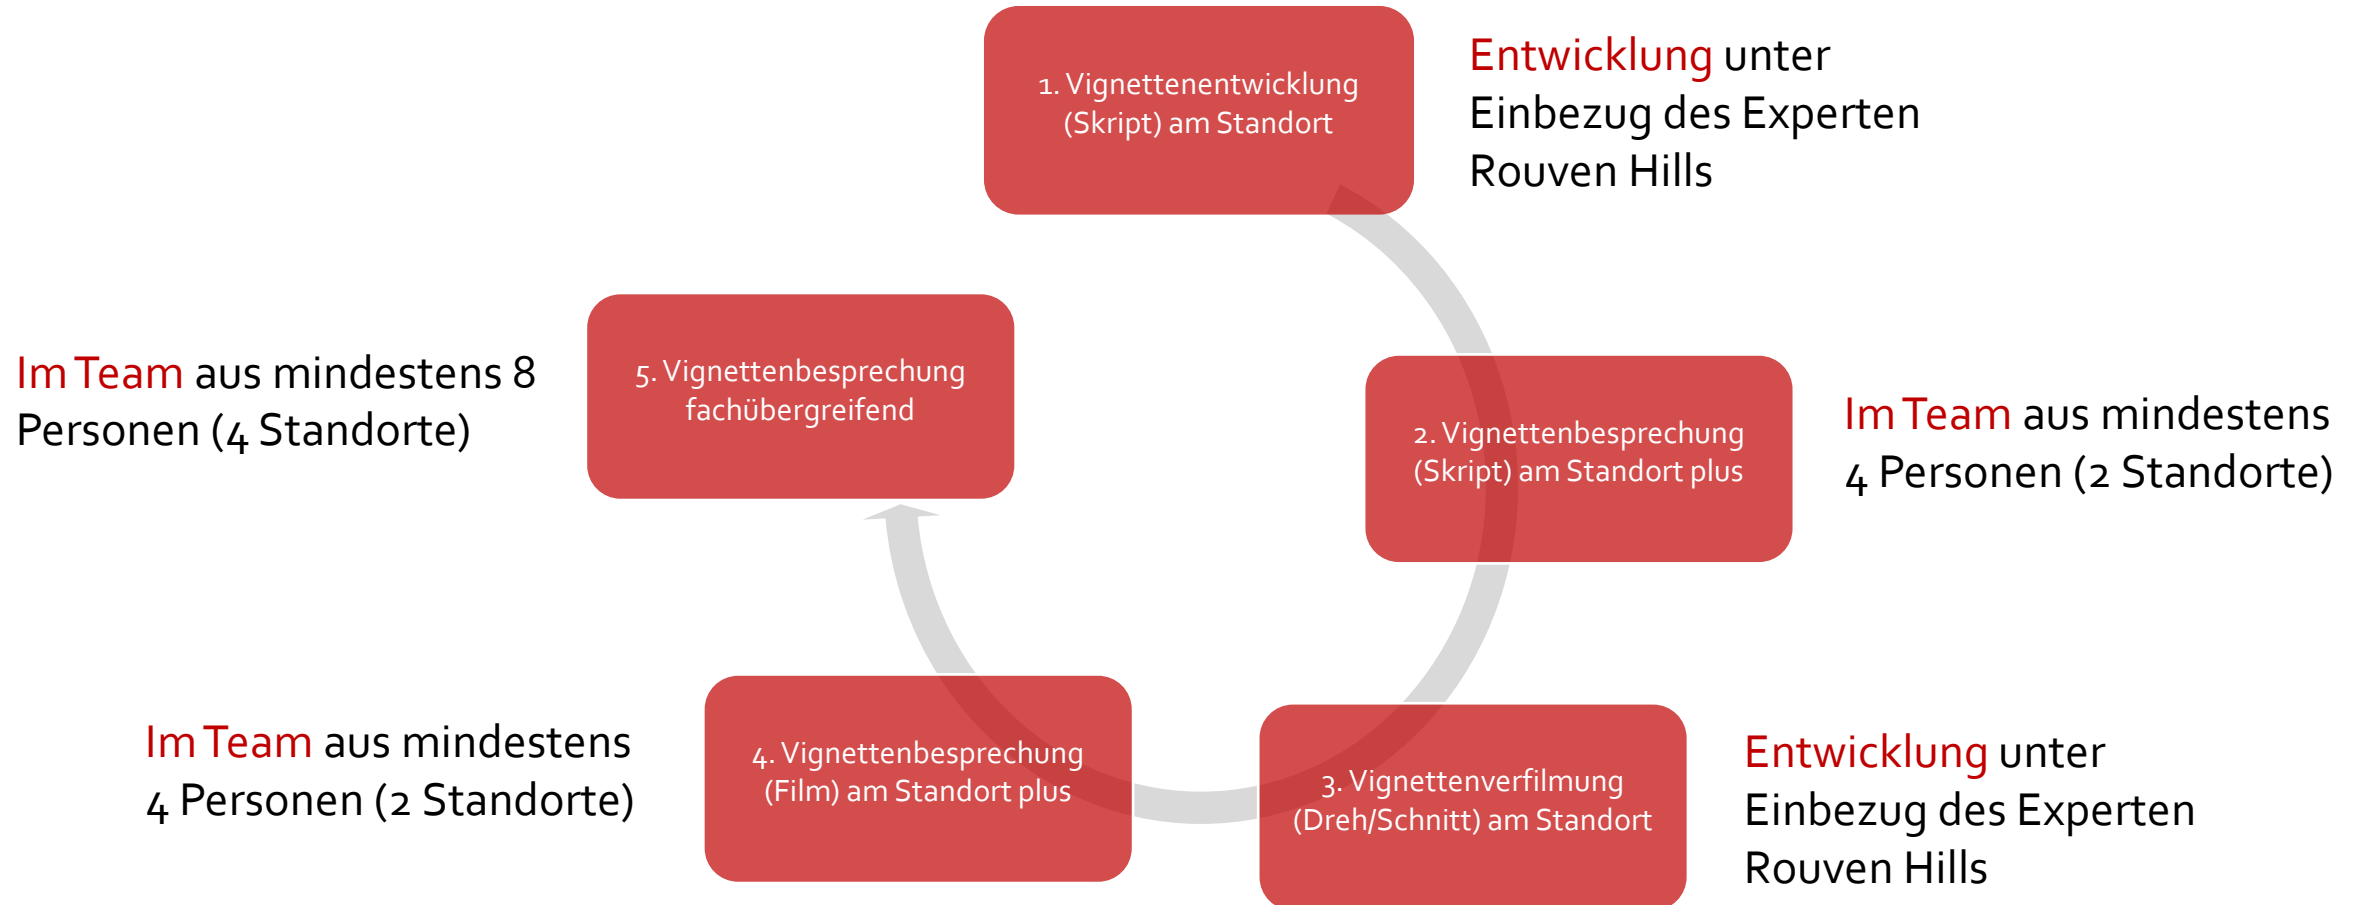 1. Vignettenentwicklung
(Skript) am Standort
Entwicklung unter
Einbezug des Experten
Rouven Hills
2. Vignettenbesprechung
(Skript) am Standort plus
Im Team aus mindestens
4 Personen (2 Standorte)
3. Vignettenverfilmung
(Dreh/Schnitt) am Standort
Entwicklung unter
Einbezug des Experten
Rouven Hills
4. Vignettenbesprechung
(Film) am Standort plus
Im Team aus mindestens
4 Personen (2 Standorte)
5. Vignettenbesprechung
fachübergreifend
Im Team aus mindestens 8
Personen (4 Standorte)